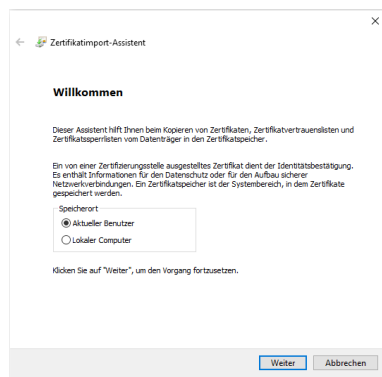 Zertifikatimport-Assistent
Willkommen
Dieser Assistent hilft Ihnen beim Kopieren von Zertifikaten, Zertifikatvertrauenslisten und
Zertifikatssperrlisten vom Datenträger in den Zertifikatspeicher.
Ein von einer Zertifizierungsstelle ausgestelltes Zertifikat dient der Identitätsbestätigung.
Es enthält Informationen für den Datenschutz oder für den Aufbau sicherer
Netzwerkverbindungen. Ein Zertifikatspeicher ist der Systembereich, in dem Zertifikate
gespeichert werden.
Speicherort
Aktueller Benutzer
Lokaler Computer
Klicken Sie auf "Weiter", um den Vorgang fortzusetzen.
Weiter Abbrechen